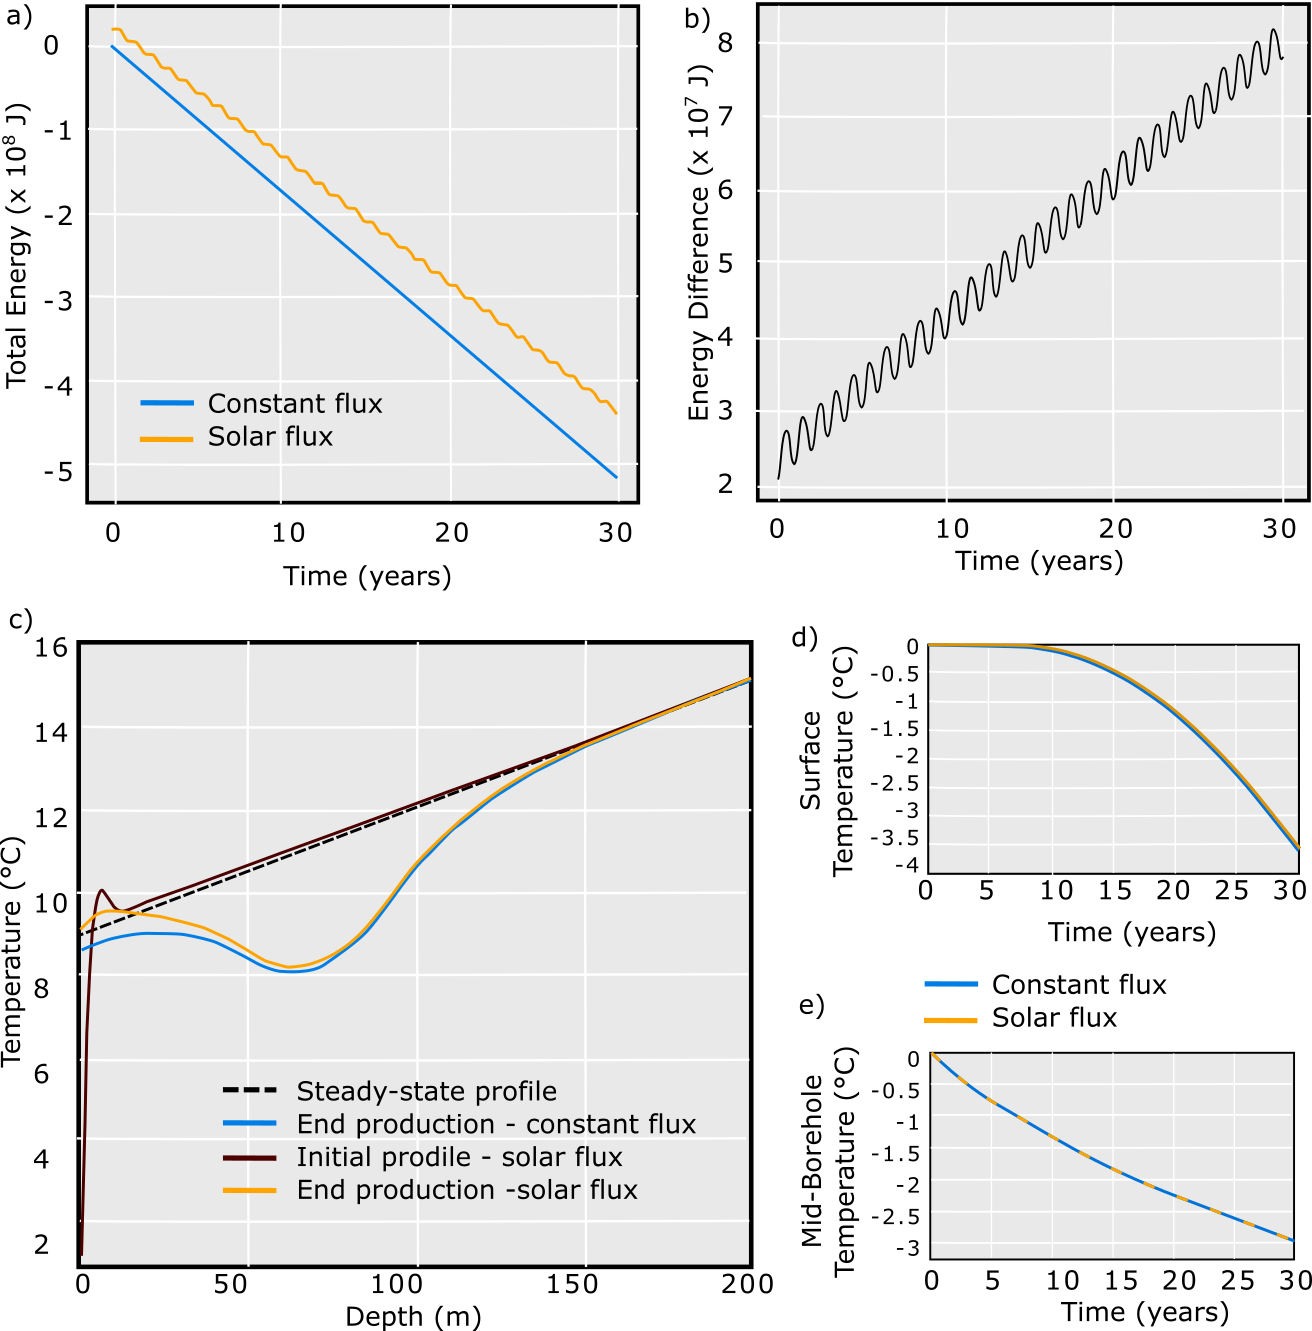 a)
Total Energy (x 10⁸ J)
0
-1
-2
-3
-4
-5
Constant flux
Solar flux
0 10 20 30
Time (years)
b)
Energy Difference (x 10⁷ J)
8
7
6
5
4
3
2
0 10 20 30
Time (years)
c)
Temperature (°C)
16
14
12
10
8
6
4
2
Steady-state profile
End production - constant flux
Initial prodile - solar flux
End production -solar flux
0 50 100 150 200
Depth (m)
d)
Surface
Temperature (°C)
0
-0.5
-1
-1.5
-2
-2.5
-3
-3.5
-4
0 5 10 15 20 25 30
Time (years)
Constant flux
Solar flux
e)
Mid-Borehole
Temperature (°C)
0
-0.5
-1
-1.5
-2
-2.5
-3
0 5 10 15 20 25 30
Time (years)